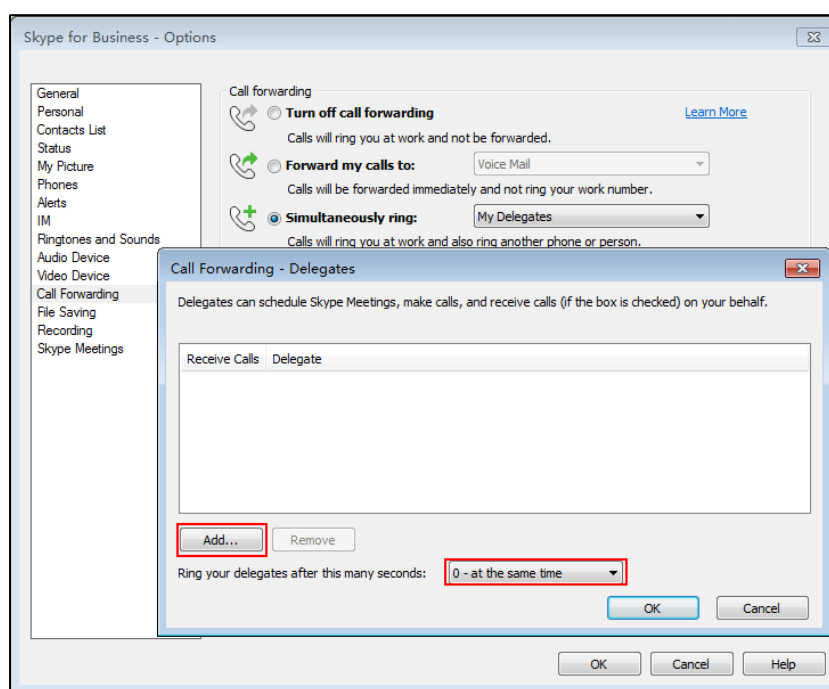 Skype for Business - Options
General
Personal
Contacts List
Status
My Picture
Phones
Alerts
IM
Ringtones and Sounds
Audio Device
Video Device
Call Forwarding
File Saving
Recording
Skype Meetings
Call forwarding
Turn off call forwarding Learn More
Calls will ring you at work and not be forwarded.
Forward my calls to: Voice Mail
Calls will be forwarded immediately and not ring your work number.
Simultaneously ring: My Delegates
Calls will ring you at work and also ring another phone or person.
Call Forwarding - Delegates
Delegates can schedule Skype Meetings, make calls, and receive calls (if the box is checked) on your behalf.
Receive Calls Delegate
Add... Remove
Ring your delegates after this many seconds: 0 - at the same time
OK Cancel
OK Cancel Help